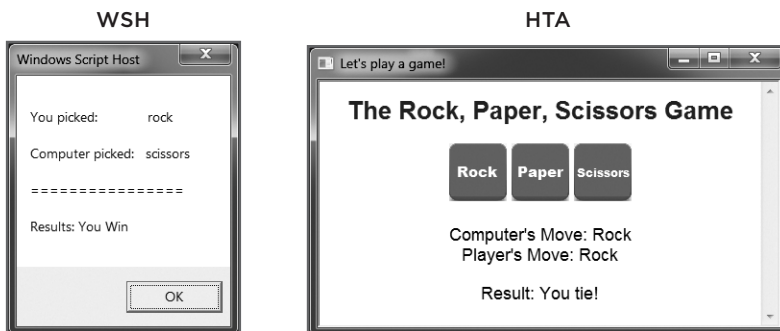 WSH
HTA
Windows Script Host
X
You picked: rock
Computer picked: scissors
================
Results: You Win
OK
Let's play a game!
X
The Rock, Paper, Scissors Game
Rock Paper Scissors
Computer's Move: Rock
Player's Move: Rock
Result: You tie!